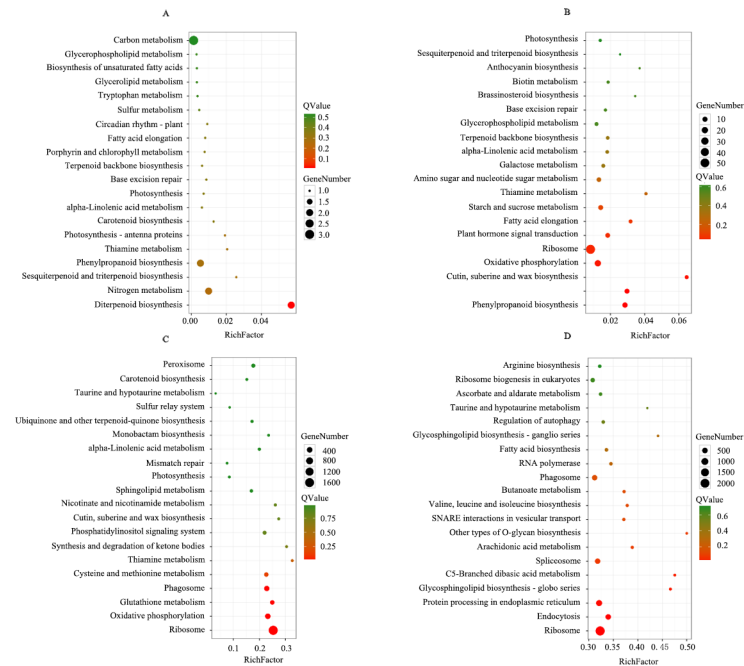 A
Carbon metabolism
Glycerophospholipid metabolism
Biosynthesis of unsaturated fatty acids
Glycerolipid metabolism
Tryptophan metabolism
Sulfur metabolism
Circadian rhythm - plant
Fatty acid elongation
Porphyrin and chlorophyll metabolism
Terpenoid backbone biosynthesis
Base excision repair
Photosynthesis
alpha-Linolenic acid metabolism
Carotenoid biosynthesis
Photosynthesis - antenna proteins
Thiamine metabolism
Phenylpropanoid biosynthesis
Sesquiterpenoid and triterpenoid biosynthesis
Nitrogen metabolism
Diterpenoid biosynthesis
0.00 0.02 0.04
RichFactor
QValue
0.5
0.4
0.3
0.2
0.1
GeneNumber
1.0
1.5
2.0
2.5
3.0
B
Photosynthesis
Sesquiterpenoid and triterpenoid biosynthesis
Anthocyanin biosynthesis
Biotin metabolism
Brassinosteroid biosynthesis
Base excision repair
Glycerophospholipid metabolism
Terpenoid backbone biosynthesis
alpha-Linolenic acid metabolism
Galactose metabolism
Amino sugar and nucleotide sugar metabolism
Thiamine metabolism
Starch and sucrose metabolism
Fatty acid elongation
Plant hormone signal transduction
Ribosome
Oxidative phosphorylation
Cutin, suberine and wax biosynthesis
Phenylpropanoid biosynthesis
0.02 0.04 0.06
RichFactor
GeneNumber
10
20
30
40
50
QValue
0.6
0.4
0.2
C
Peroxisome
Carotenoid biosynthesis
Taurine and hypotaurine metabolism
Sulfur relay system
Ubiquinone and other terpenoid-quinone biosynthesis
Monobactam biosynthesis
alpha-Linolenic acid metabolism
Mismatch repair
Photosynthesis
Sphingolipid metabolism
Nicotinate and nicotinamide metabolism
Cutin, suberine and wax biosynthesis
Phosphatidylinositol signaling system
Synthesis and degradation of ketone bodies
Thiamine metabolism
Cysteine and methionine metabolism
Phagosome
Glutathione metabolism
Oxidative phosphorylation
Ribosome
0.1 0.2 0.3
RichFactor
GeneNumber
400
800
1200
1600
QValue
0.75
0.50
0.25
D
Arginine biosynthesis
Ribosome biogenesis in eukaryotes
Ascorbate and aldarate metabolism
Taurine and hypotaurine metabolism
Regulation of autophagy
Glycosphingolipid biosynthesis - ganglio series
Fatty acid biosynthesis
RNA polymerase
Phagosome
Butanoate metabolism
Valine, leucine and isoleucine biosynthesis
SNARE interactions in vesicular transport
Other types of O-glycan biosynthesis
Arachidonic acid metabolism
Spliceosome
C5-Branched dibasic acid metabolism
Glycosphingolipid biosynthesis - globo series
Protein processing in endoplasmic reticulum
Endocytosis
Ribosome
0.30 0.35 0.40 0.45 0.50
RichFactor
GeneNumber
500
1000
1500
2000
QValue
0.6
0.4
0.2